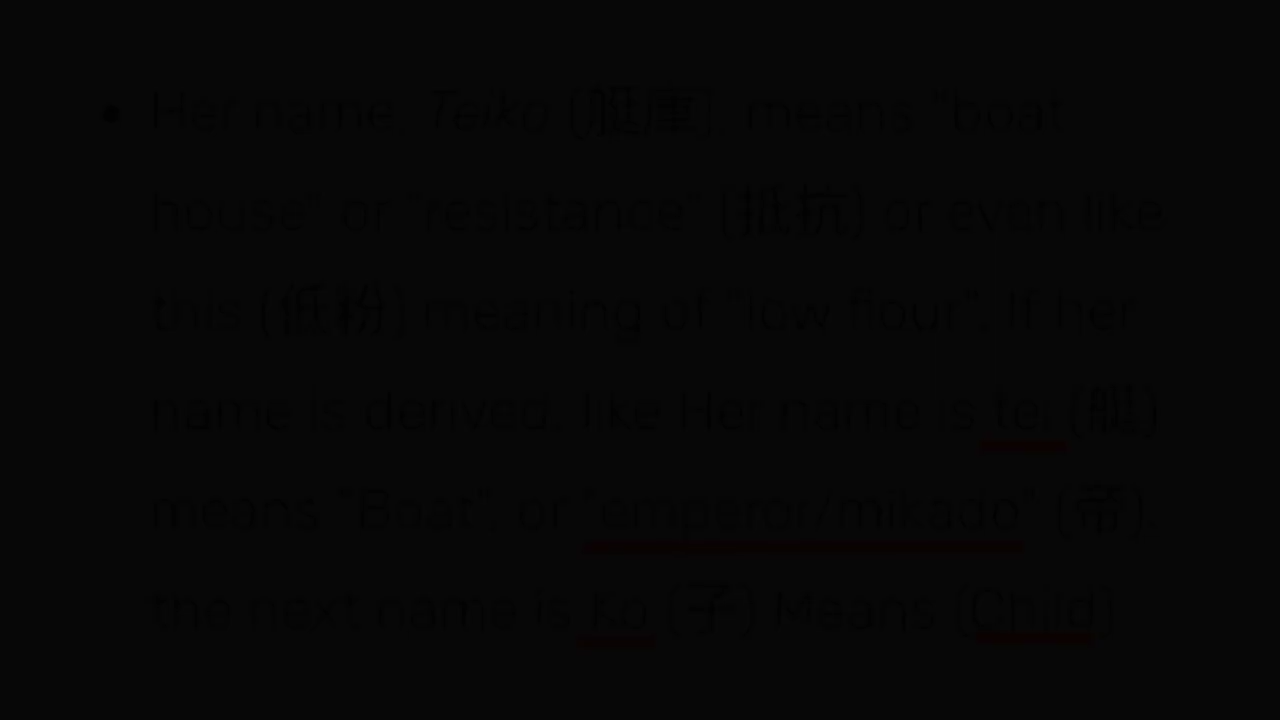 Her name, Teiko (艇庫), means "boat
house" or "resistance" (抵抗) or even like
this (低粉) meaning of "low flour". If her
name is derived, like Her name is tei (艇)
means "Boat", or "emperor/mikado" (帝).
the next name is ko (子) Means (Child)